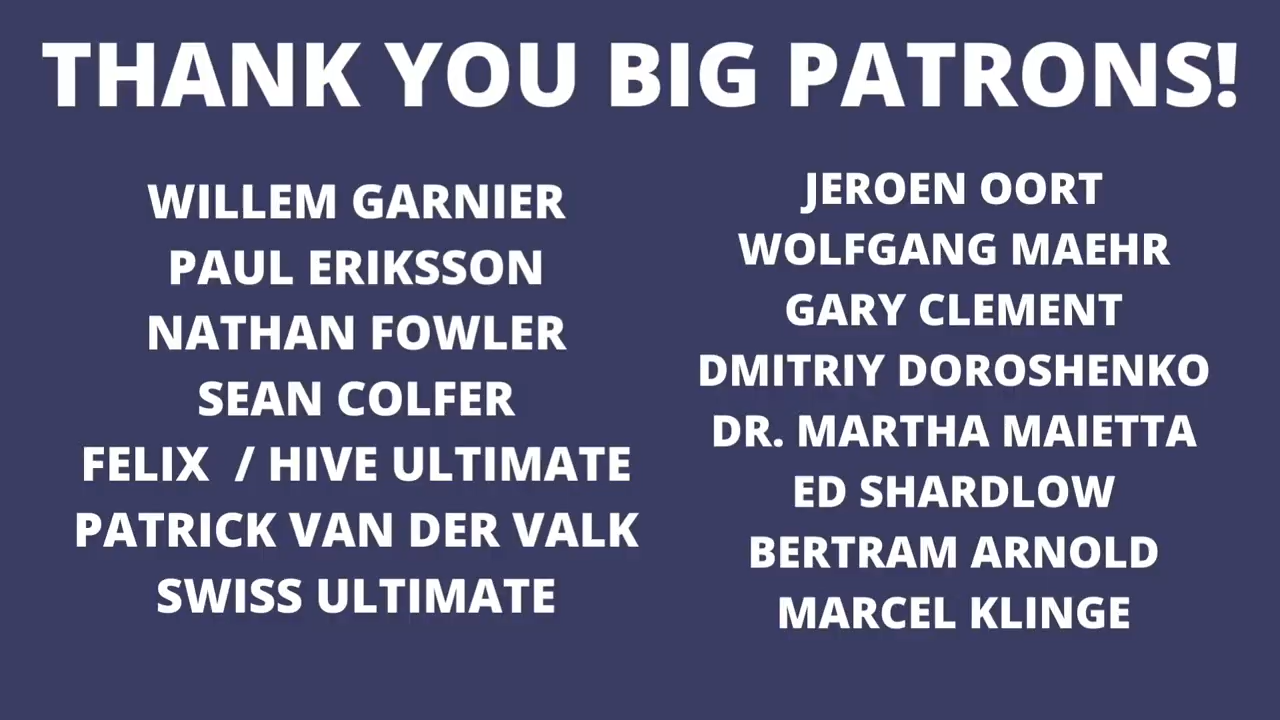 THANK YOU BIG PATRONS!
WILLEM GARNIER
PAUL ERIKSSON
NATHAN FOWLER
SEAN COLFER
FELIX / HIVE ULTIMATE
PATRICK VAN DER VALK
SWISS ULTIMATE
JEROEN OORT
WOLFGANG MAEHR
GARY CLEMENT
DMITRIY DOROSHENKO
DR. MARTHA MAIETTA
ED SHARDLOW
BERTRAM ARNOLD
MARCEL KLINGE